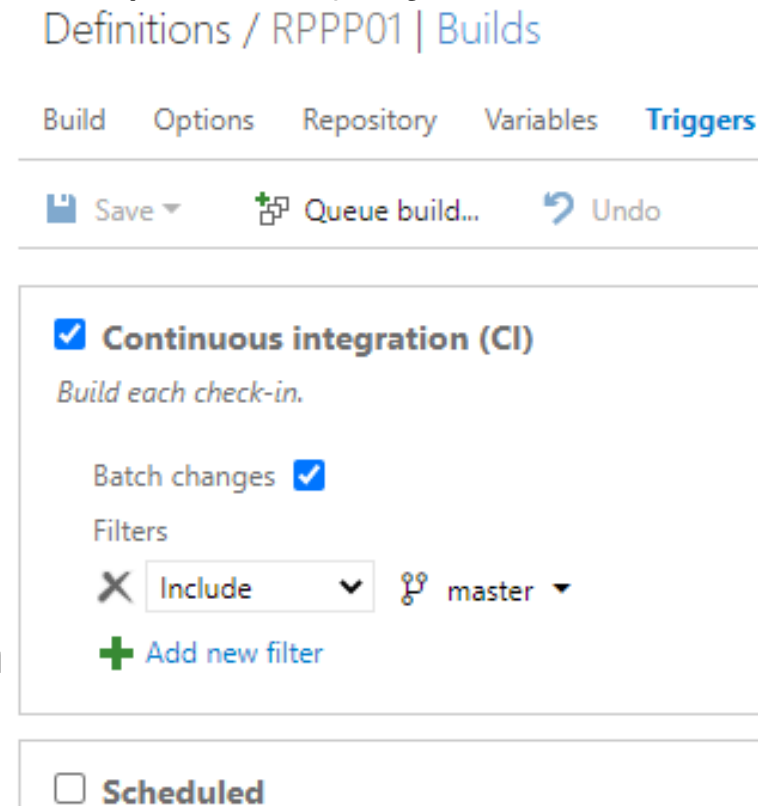 Definitions / RPPP01 | Builds
Build Options Repository Variables Triggers
Save Queue build... Undo
Continuous integration (CI)
Build each check-in.
Batch changes
Filters
Include master
Add new filter
Scheduled